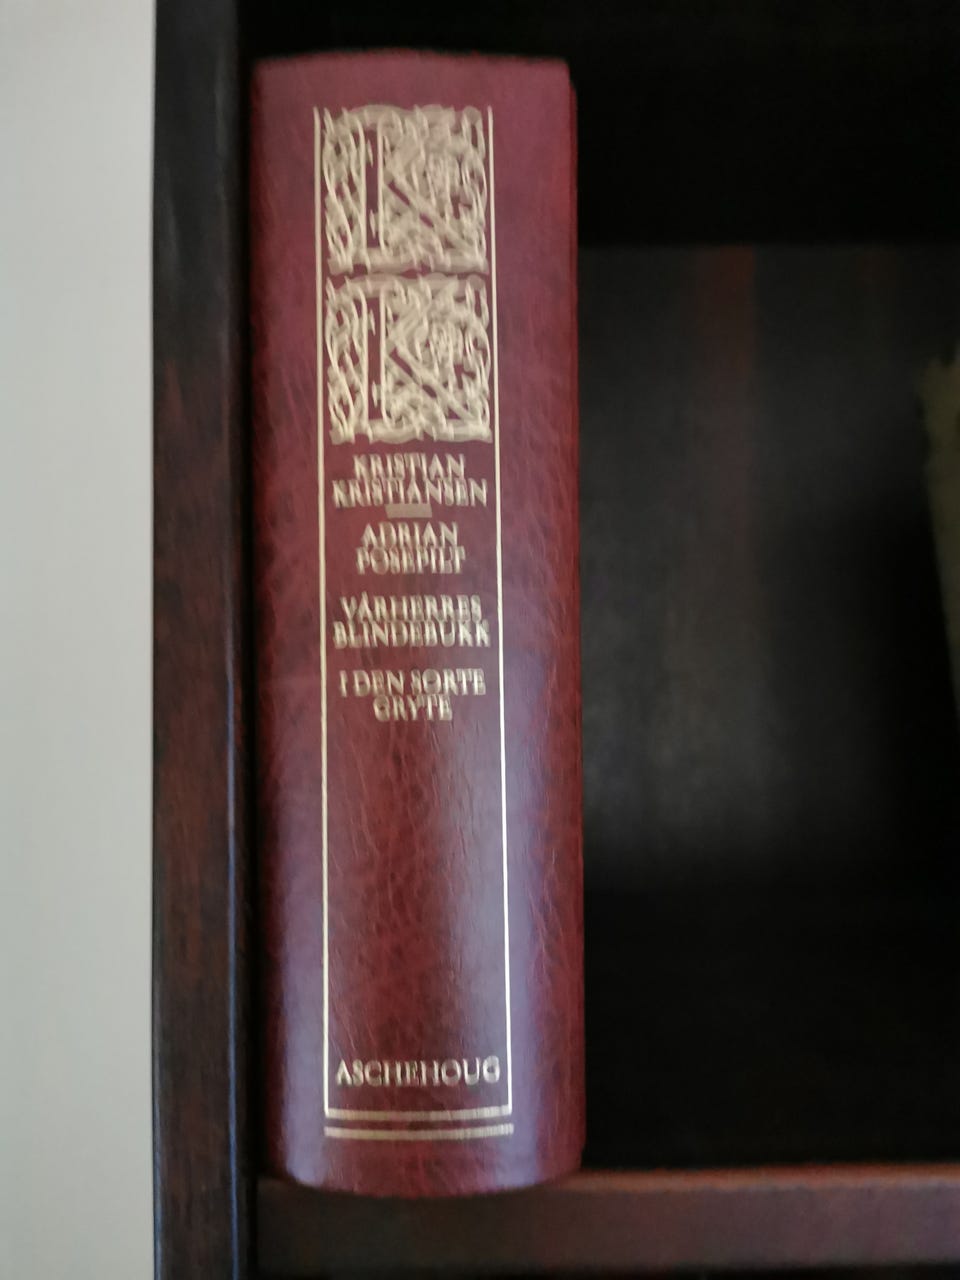 K
K
KRISTIAN
KRISTIANSEN
ADRIAN
POSEPILT
VÅRHERRES
BLINDEBUKK
I DEN SORTE
GRYTE
ASCHEHOUG